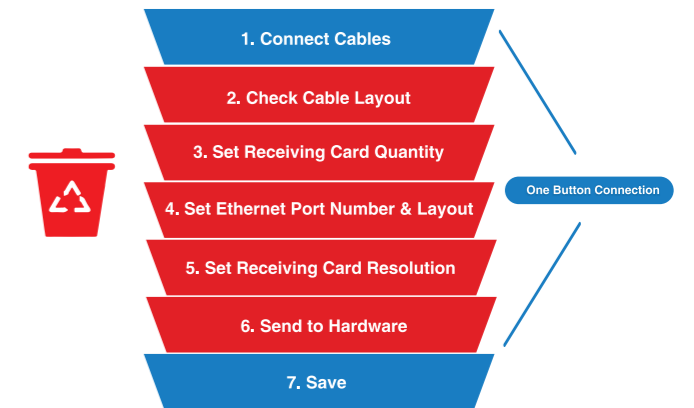 1. Connect Cables
2. Check Cable Layout
3. Set Receiving Card Quantity
4. Set Ethernet Port Number & Layout
5. Set Receiving Card Resolution
6. Send to Hardware
7. Save
One Button Connection